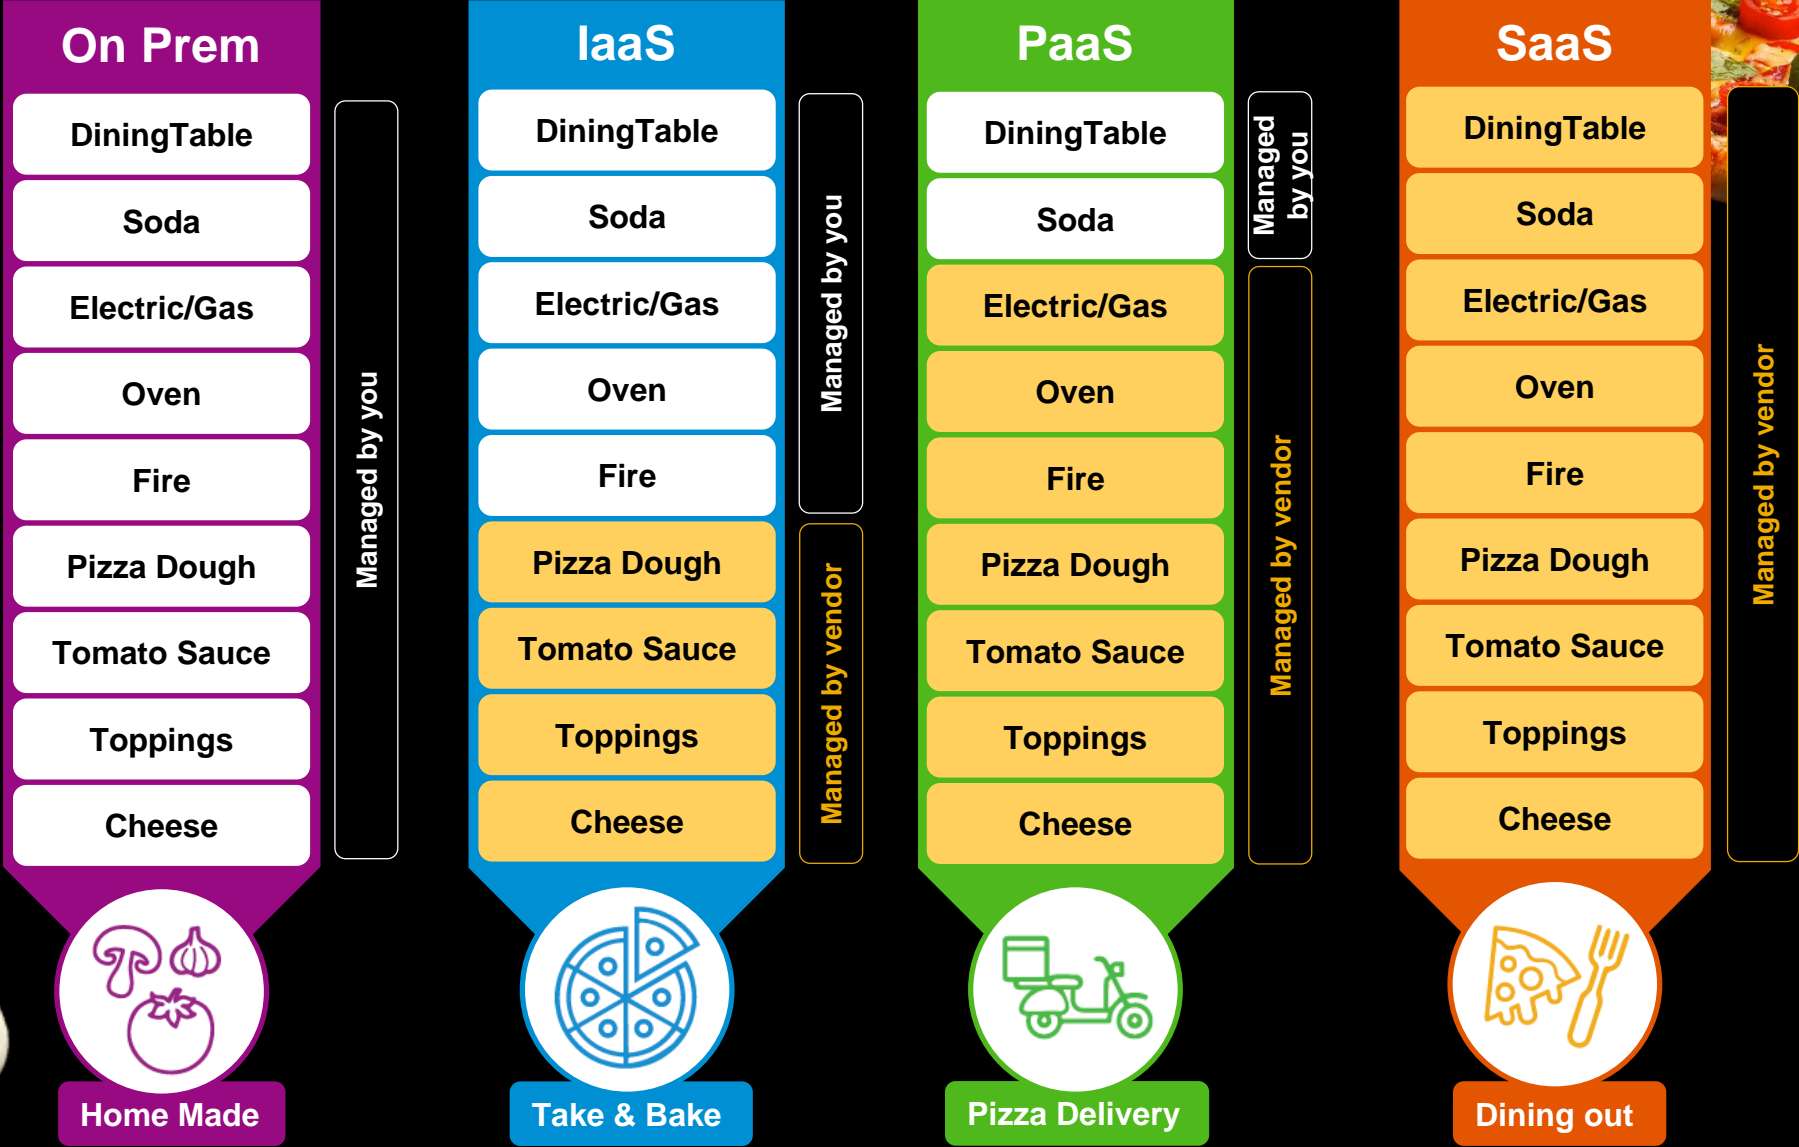 On Prem
DiningTable
Soda
Electric/Gas
Oven
Fire
Pizza Dough
Tomato Sauce
Toppings
Cheese
Managed by you
Home Made
IaaS
DiningTable
Soda
Electric/Gas
Oven
Fire
Pizza Dough
Tomato Sauce
Toppings
Cheese
Managed by you
Managed by vendor
Take & Bake
PaaS
DiningTable
Soda
Electric/Gas
Oven
Fire
Pizza Dough
Tomato Sauce
Toppings
Cheese
Managed
by you
Managed by vendor
Pizza Delivery
SaaS
DiningTable
Soda
Electric/Gas
Oven
Fire
Pizza Dough
Tomato Sauce
Toppings
Cheese
Managed by vendor
Dining out